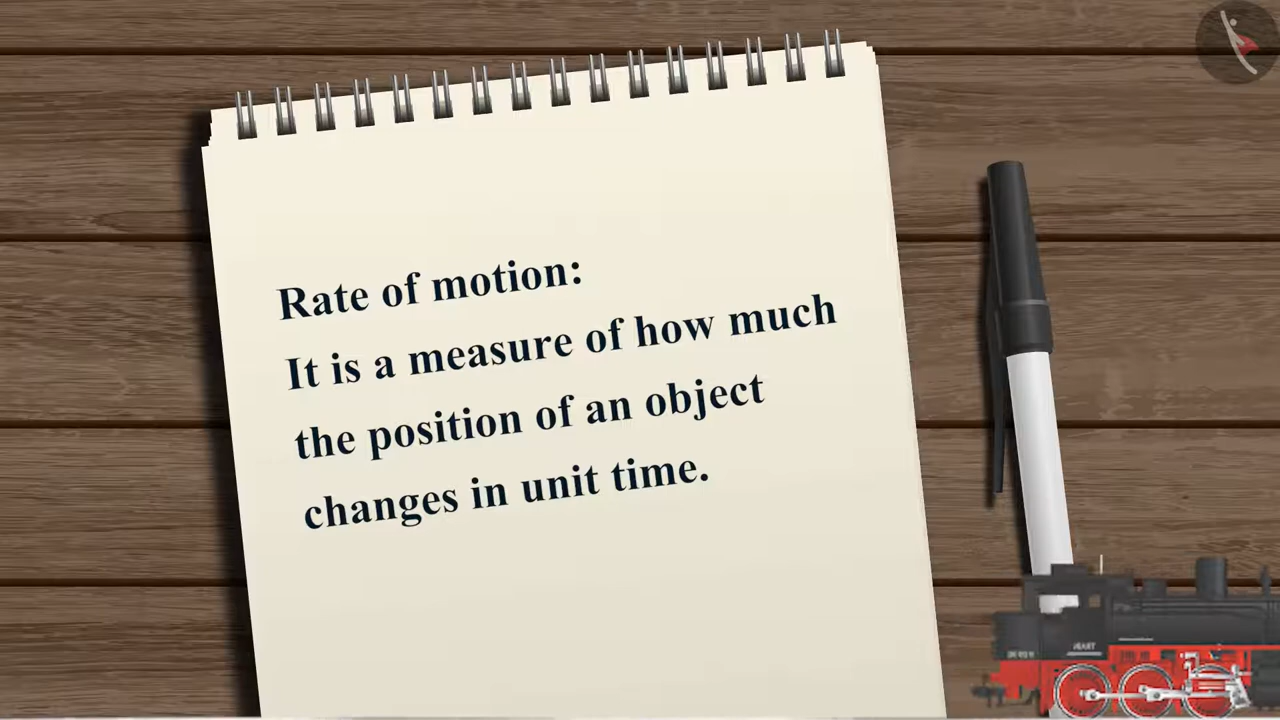 Rate of motion:
It is a measure of how much
the position of an object
changes in unit time.